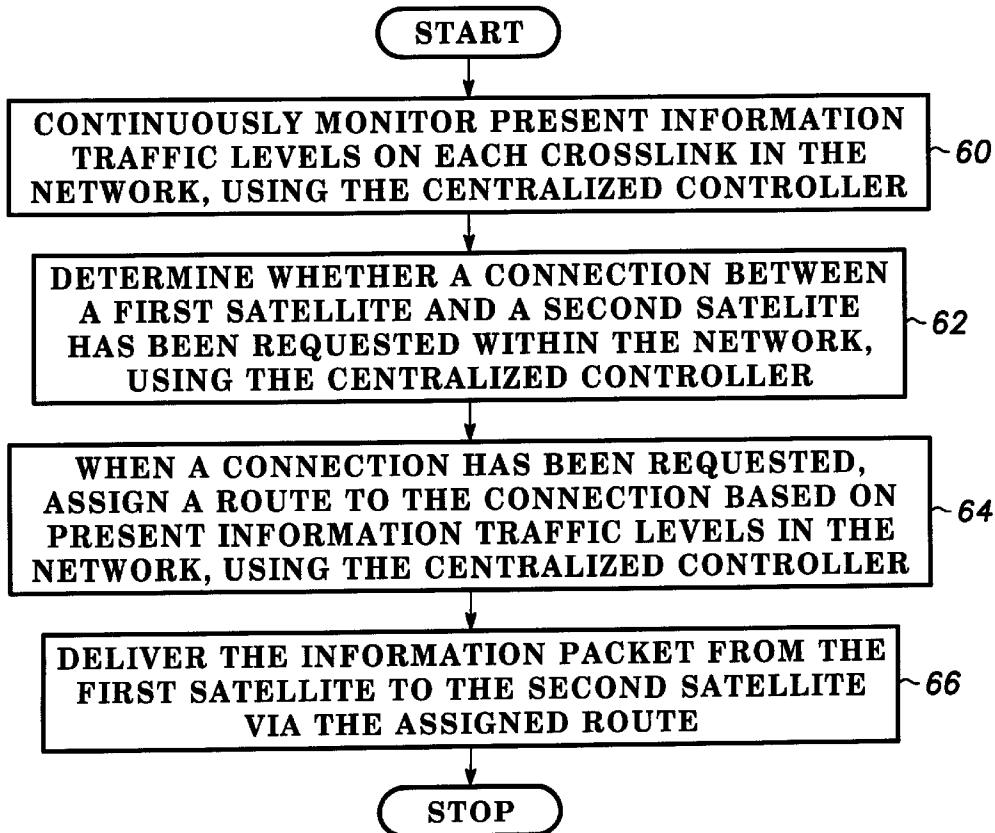 START
CONTINUOUSLY MONITOR PRESENT INFORMATION
TRAFFIC LEVELS ON EACH CROSSLINK IN THE
NETWORK, USING THE CENTRALIZED CONTROLLER
60
DETERMINE WHETHER A CONNECTION BETWEEN
A FIRST SATELLITE AND A SECOND SATELITE
HAS BEEN REQUESTED WITHIN THE NETWORK,
USING THE CENTRALIZED CONTROLLER
62
WHEN A CONNECTION HAS BEEN REQUESTED,
ASSIGN A ROUTE TO THE CONNECTION BASED ON
PRESENT INFORMATION TRAFFIC LEVELS IN THE
NETWORK, USING THE CENTRALIZED CONTROLLER
64
DELIVER THE INFORMATION PACKET FROM THE
FIRST SATELLITE TO THE SECOND SATELLITE
VIA THE ASSIGNED ROUTE
66
STOP